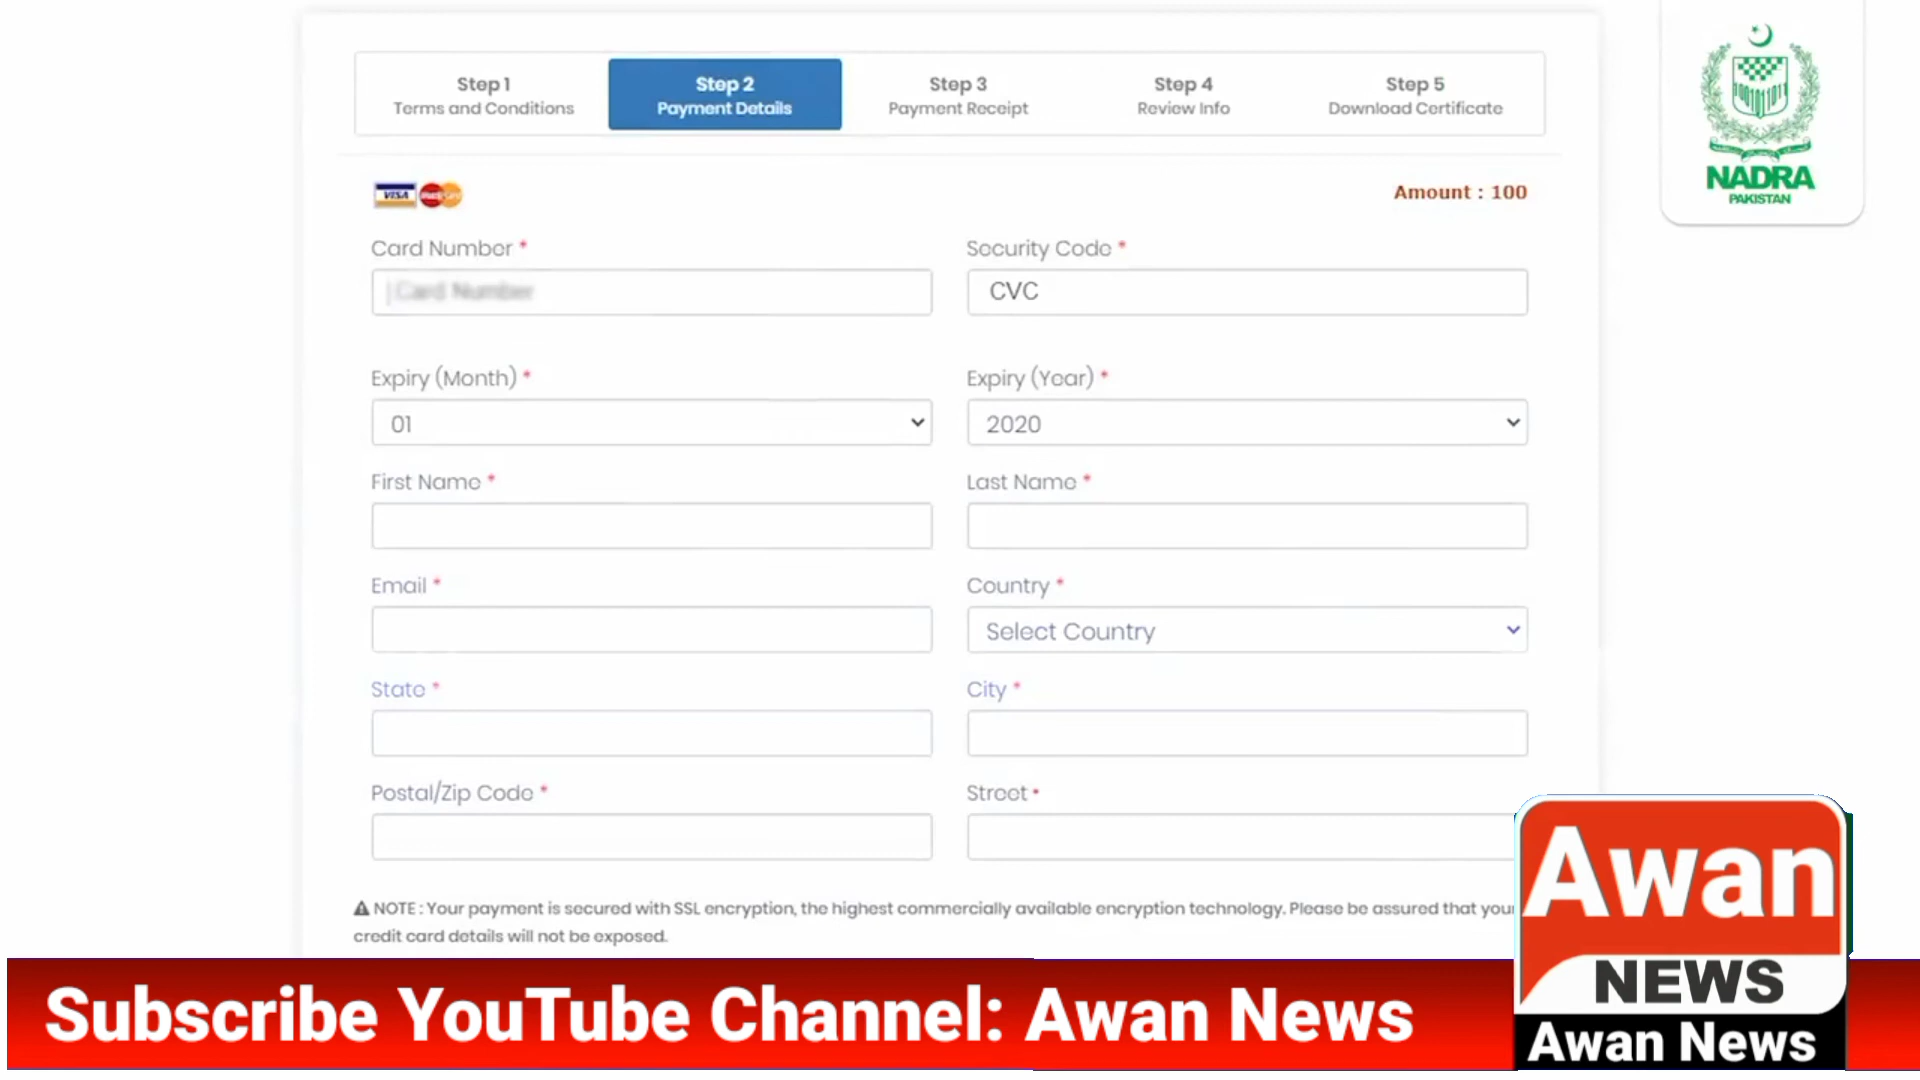 Step 1
Terms and Conditions
Step 2
Payment Details
Step 3
Payment Receipt
Step 4
Review Info
Step 5
Download Certificate
NADRA
PAKISTAN
VISA
Amount : 100
Card Number *
Security Code *
Card Number
CVC
Expiry (Month) *
Expiry (Year) *
01
2020
First Name *
Last Name *
Email *
Country *
Select Country
State *
City *
Postal/Zip Code *
Street *
NOTE : Your payment is secured with SSL encryption, the highest commercially available encryption technology. Please be assured that your
credit card details will not be exposed.
Awan
NEWS
Awan News
Subscribe YouTube Channel: Awan News